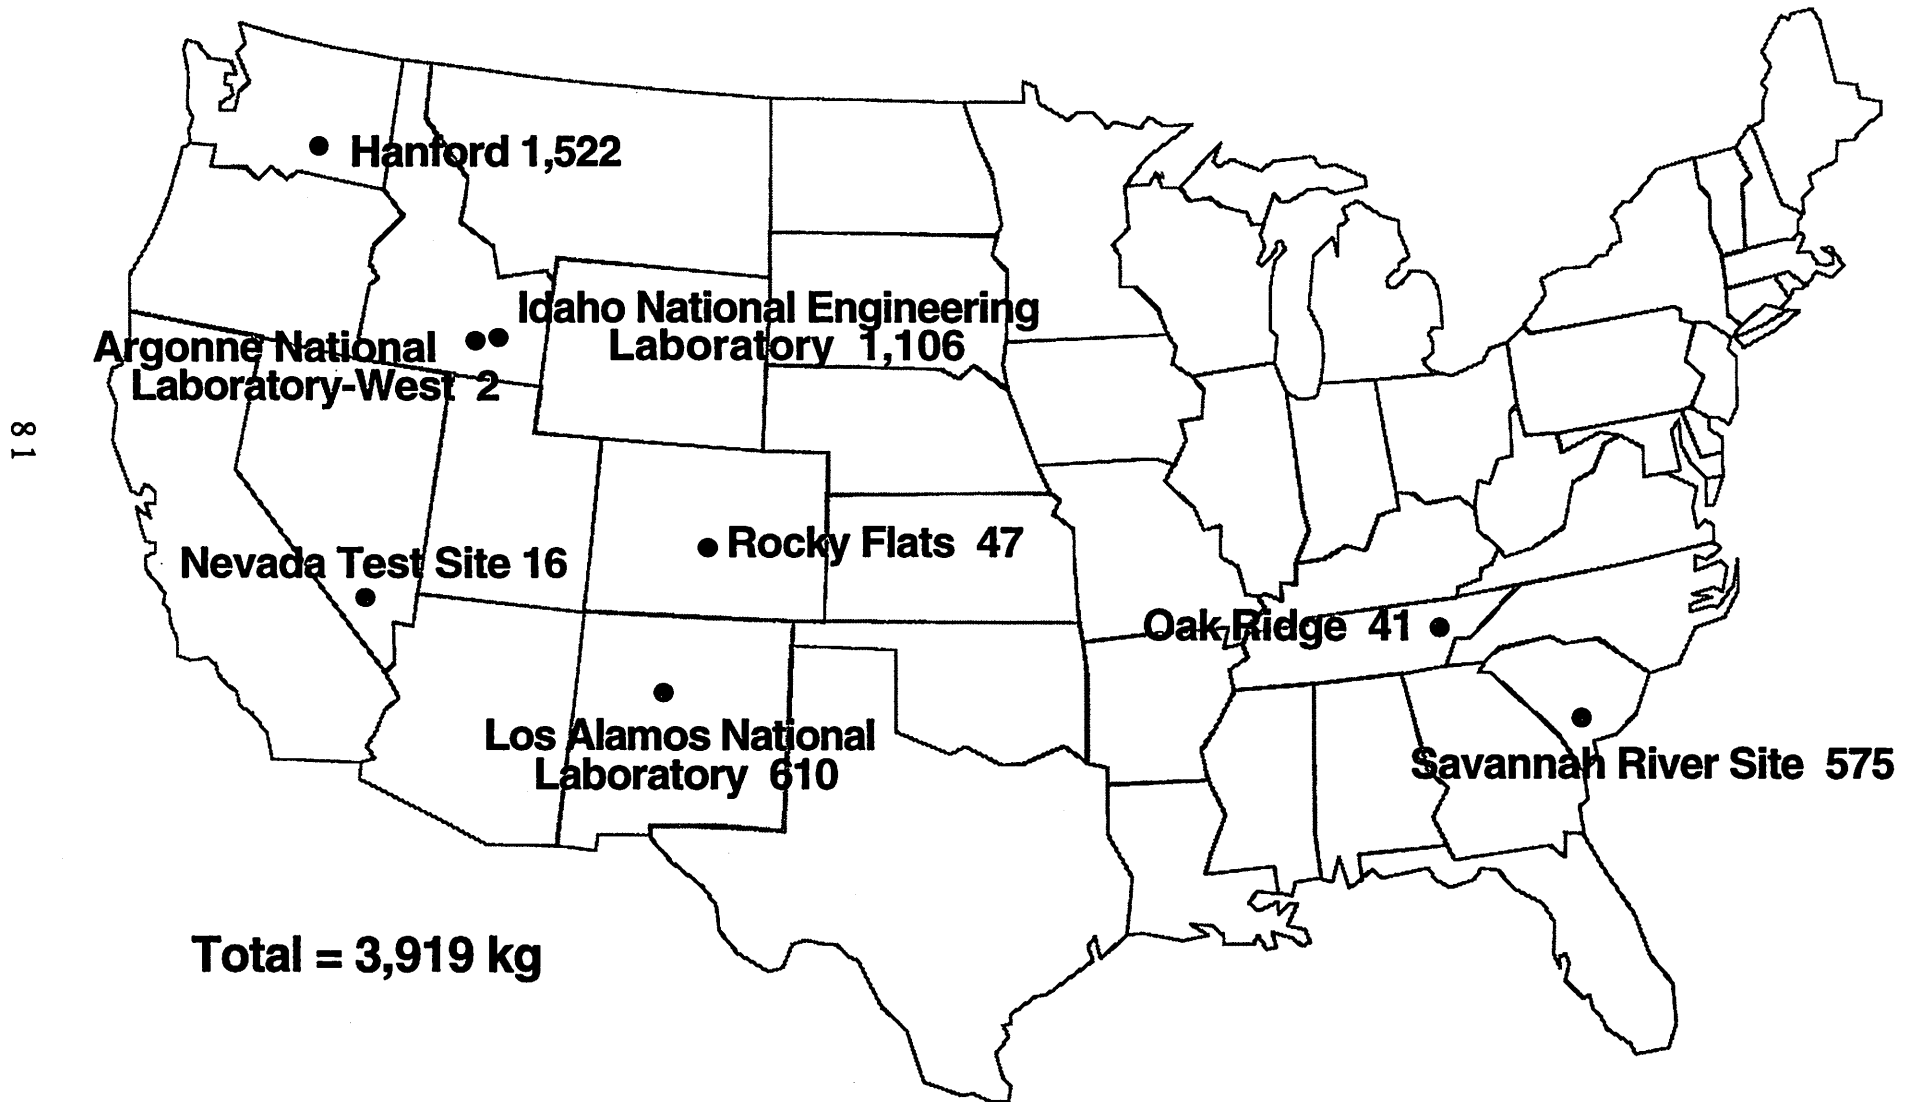 Hanford 1,522
Idaho National Engineering
Laboratory 1,106
Argonne National
Laboratory-West 2
Rocky Flats 47
Nevada Test Site 16
Oak Ridge 41
Los Alamos National
Laboratory 610
Savannah River Site 575
Total = 3,919 kg
81